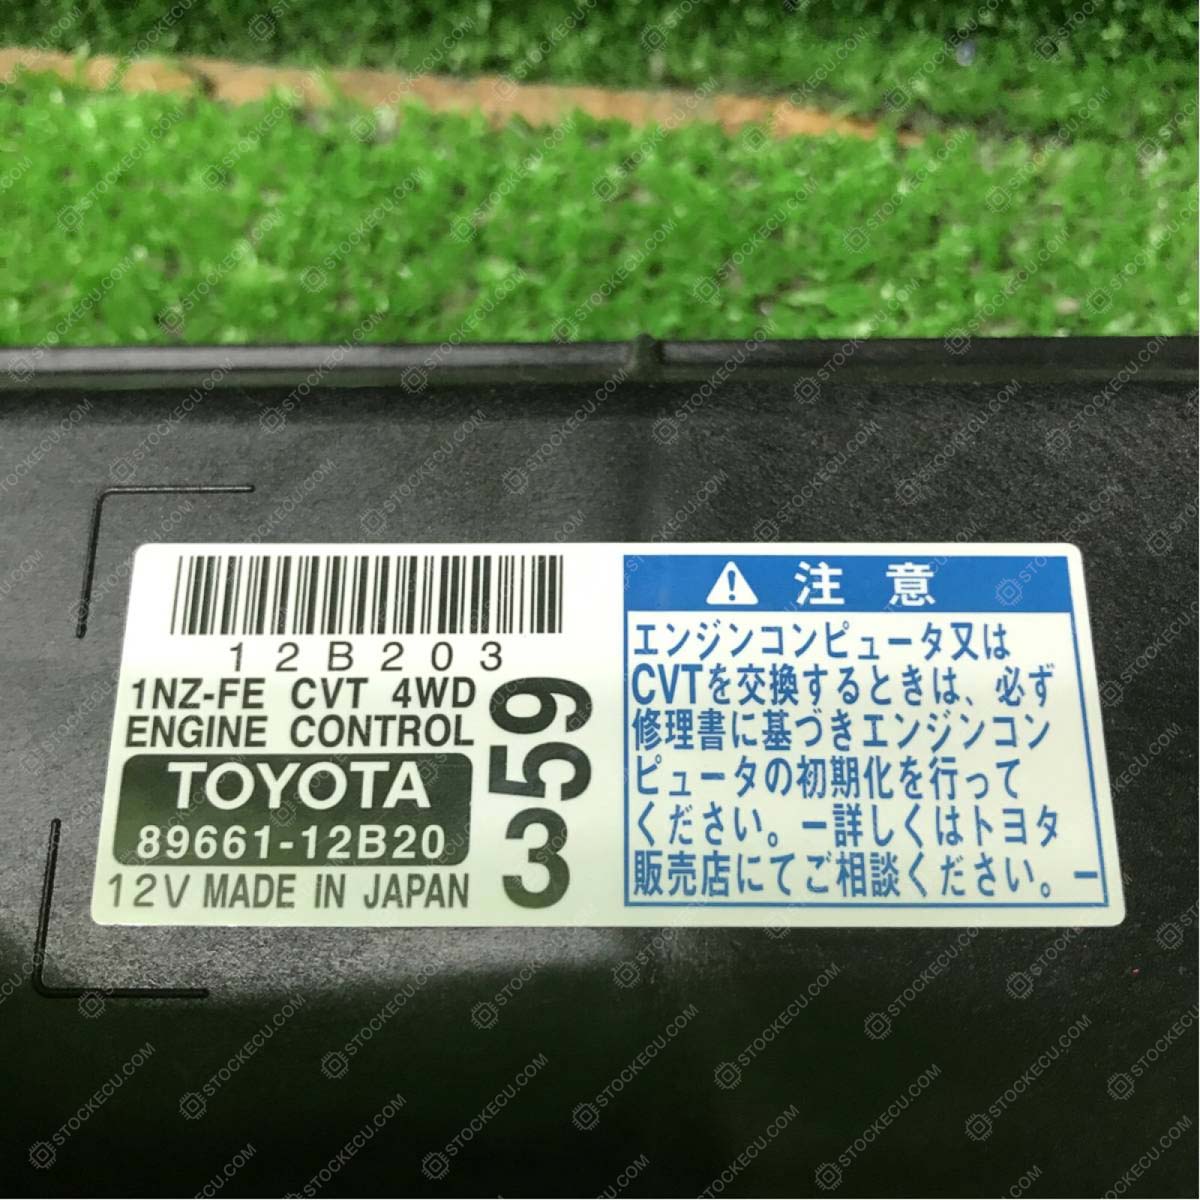 12B203
1NZ-FE CVT 4WD
ENGINE CONTROL
TOYOTA
89661-12B20
12V MADE IN JAPAN
359
注意
エンジンコンピュータ又は
CVTを交換するときは、必ず
修理書に基づきエンジンコン
ピュータの初期化を行って
ください。ー詳しくはトヨタ
販売店にてご相談ください。ー
STOCKECU.COM